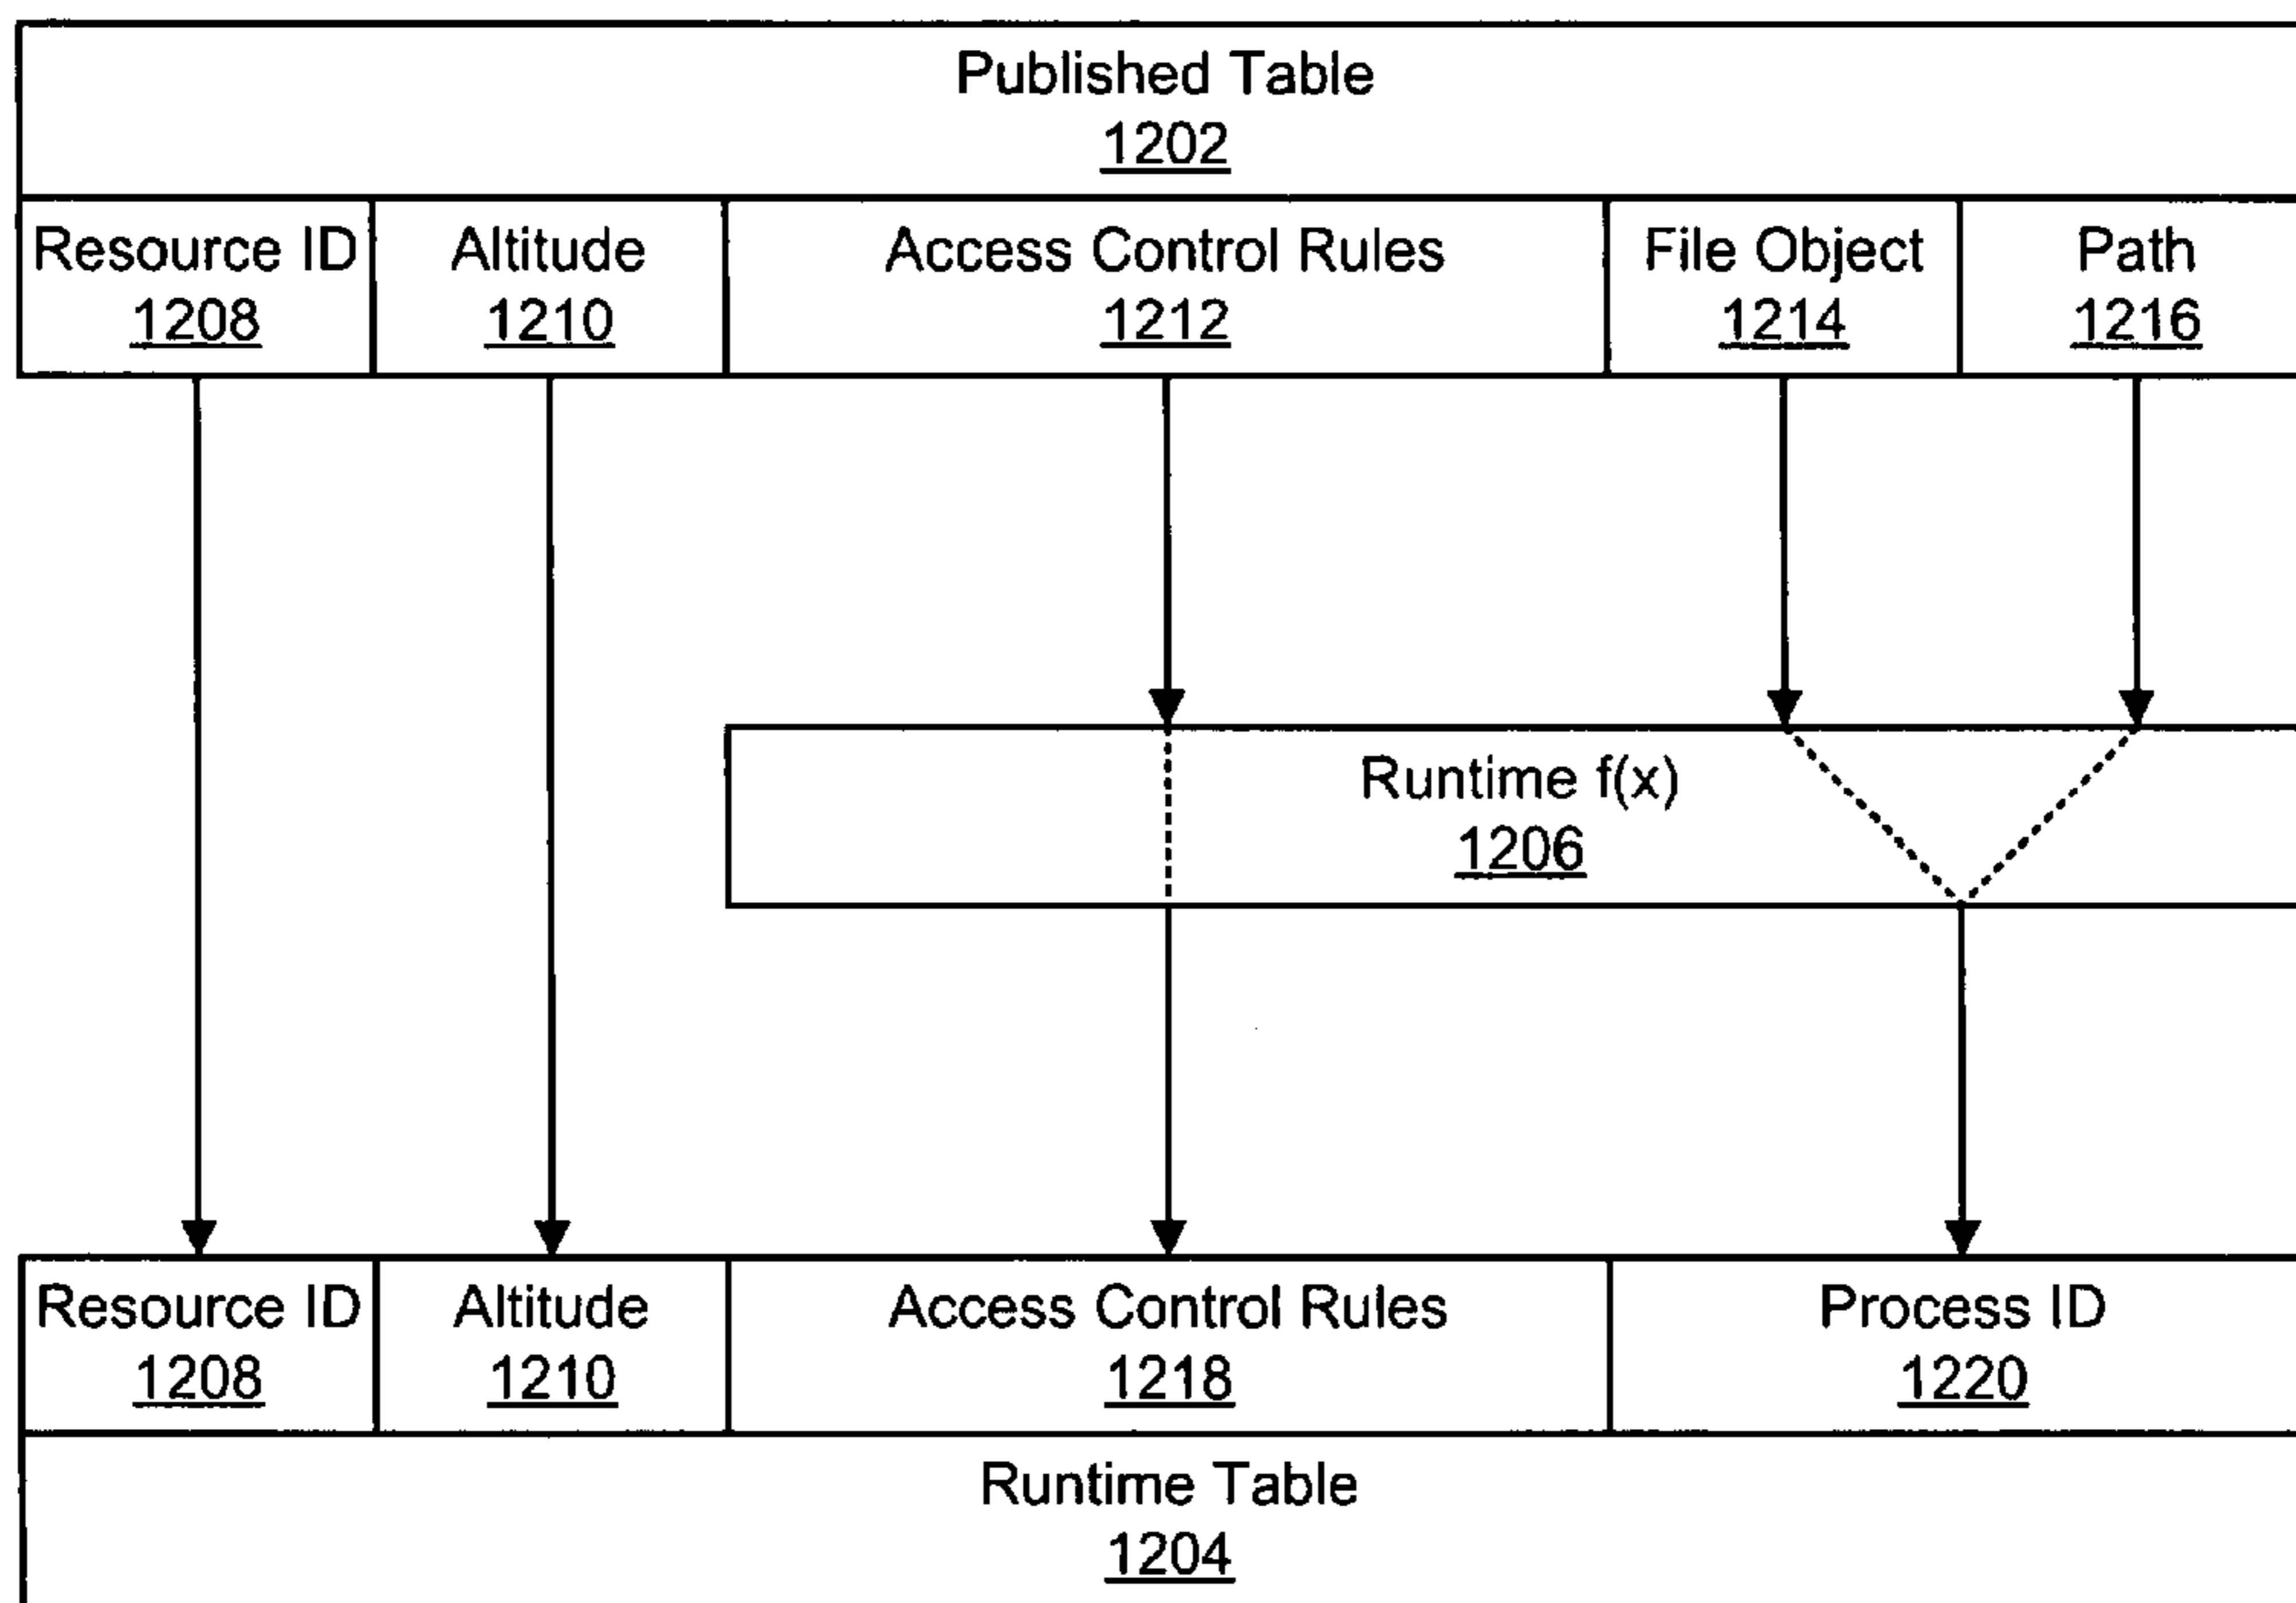 Published Table
1202
Resource ID
1208
Altitude
1210
Access Control Rules
1212
File Object
1214
Path
1216
Runtime f(x)
1206
Resource ID
1208
Altitude
1210
Access Control Rules
1218
Process ID
1220
Runtime Table
1204